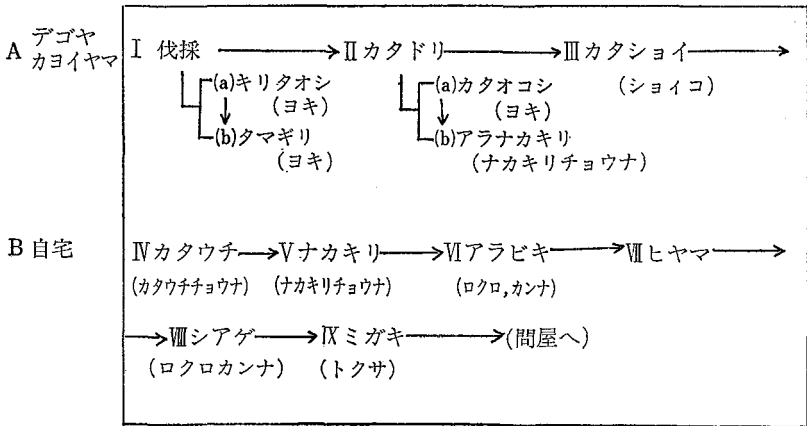 A デゴヤ
カヨイヤマ
Ⅰ 伐採 → Ⅱカタドリ → Ⅲカタショイ →
(a)キリタオシ (a)カタオコシ (ショイコ)
(ヨキ) (ヨキ)
(b)タマギリ (b)アラナカキリ
(ヨキ) (ナカキリチョウナ)
B 自宅 Ⅳカタウチ→Ⅴナカキリ→Ⅵアラビキ→Ⅶヒヤマ→
(カタウチチョウナ) (ナカキリチョウナ) (ロクロ,カンナ)
→Ⅷシアゲ→Ⅸミガキ→(問屋へ)
(ロクロカンナ) (トクサ)